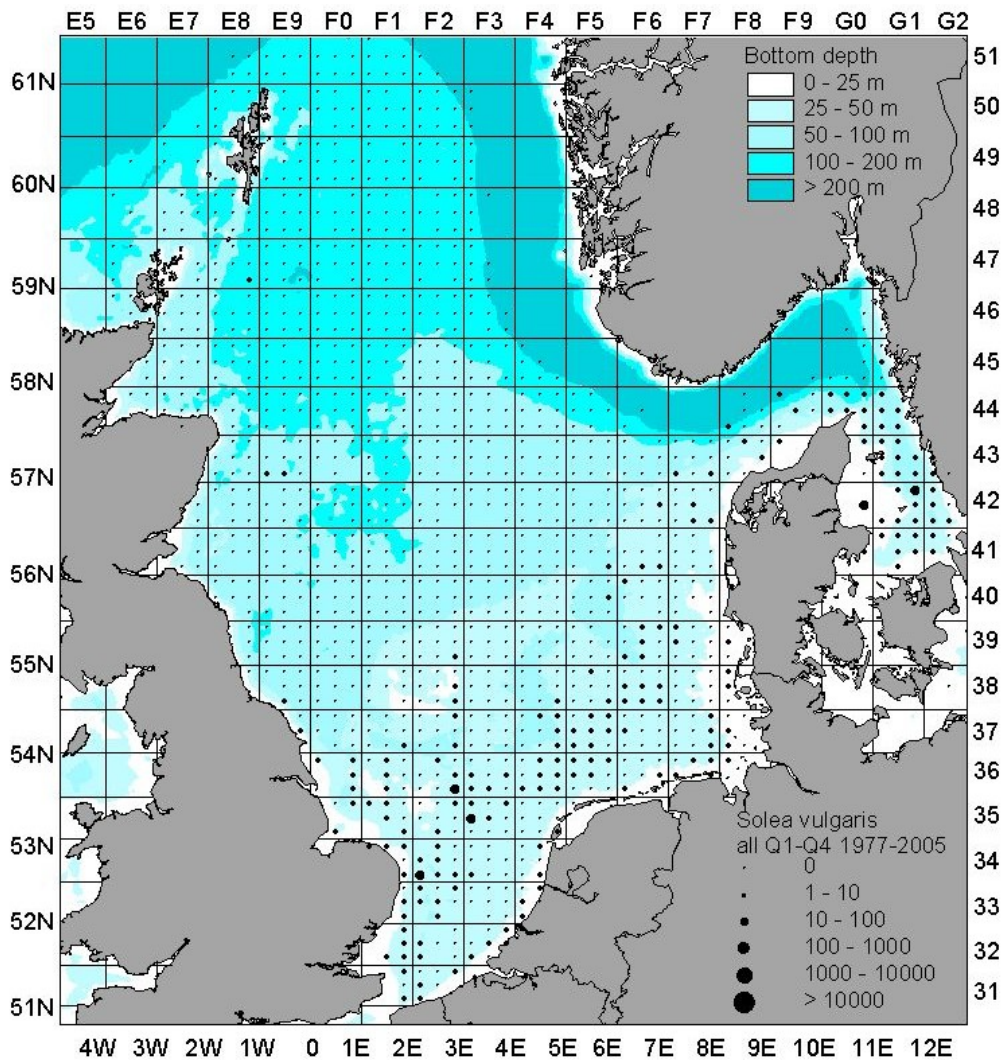 E5 E6 E7 E8 E9 F0 F1 F2 F3 F4 F5 F6 F7 F8 F9 G0 G1 G2
61N
60N
59N
58N
57N
56N
55N
54N
53N
52N
51N
Bottom depth
0 - 25 m
25 - 50 m
50 - 100 m
100 - 200 m
> 200 m
51
50
49
48
47
46
45
44
43
42
41
40
39
38
37
36
35
34
33
32
31
Solea vulgaris
all Q1-Q4 1977-2005
0
1 - 10
10 - 100
100 - 1000
1000 - 10000
> 10000
4W 3W 2W 1W 0 1E 2E 3E 4E 5E 6E 7E 8E 9E 10E 11E 12E